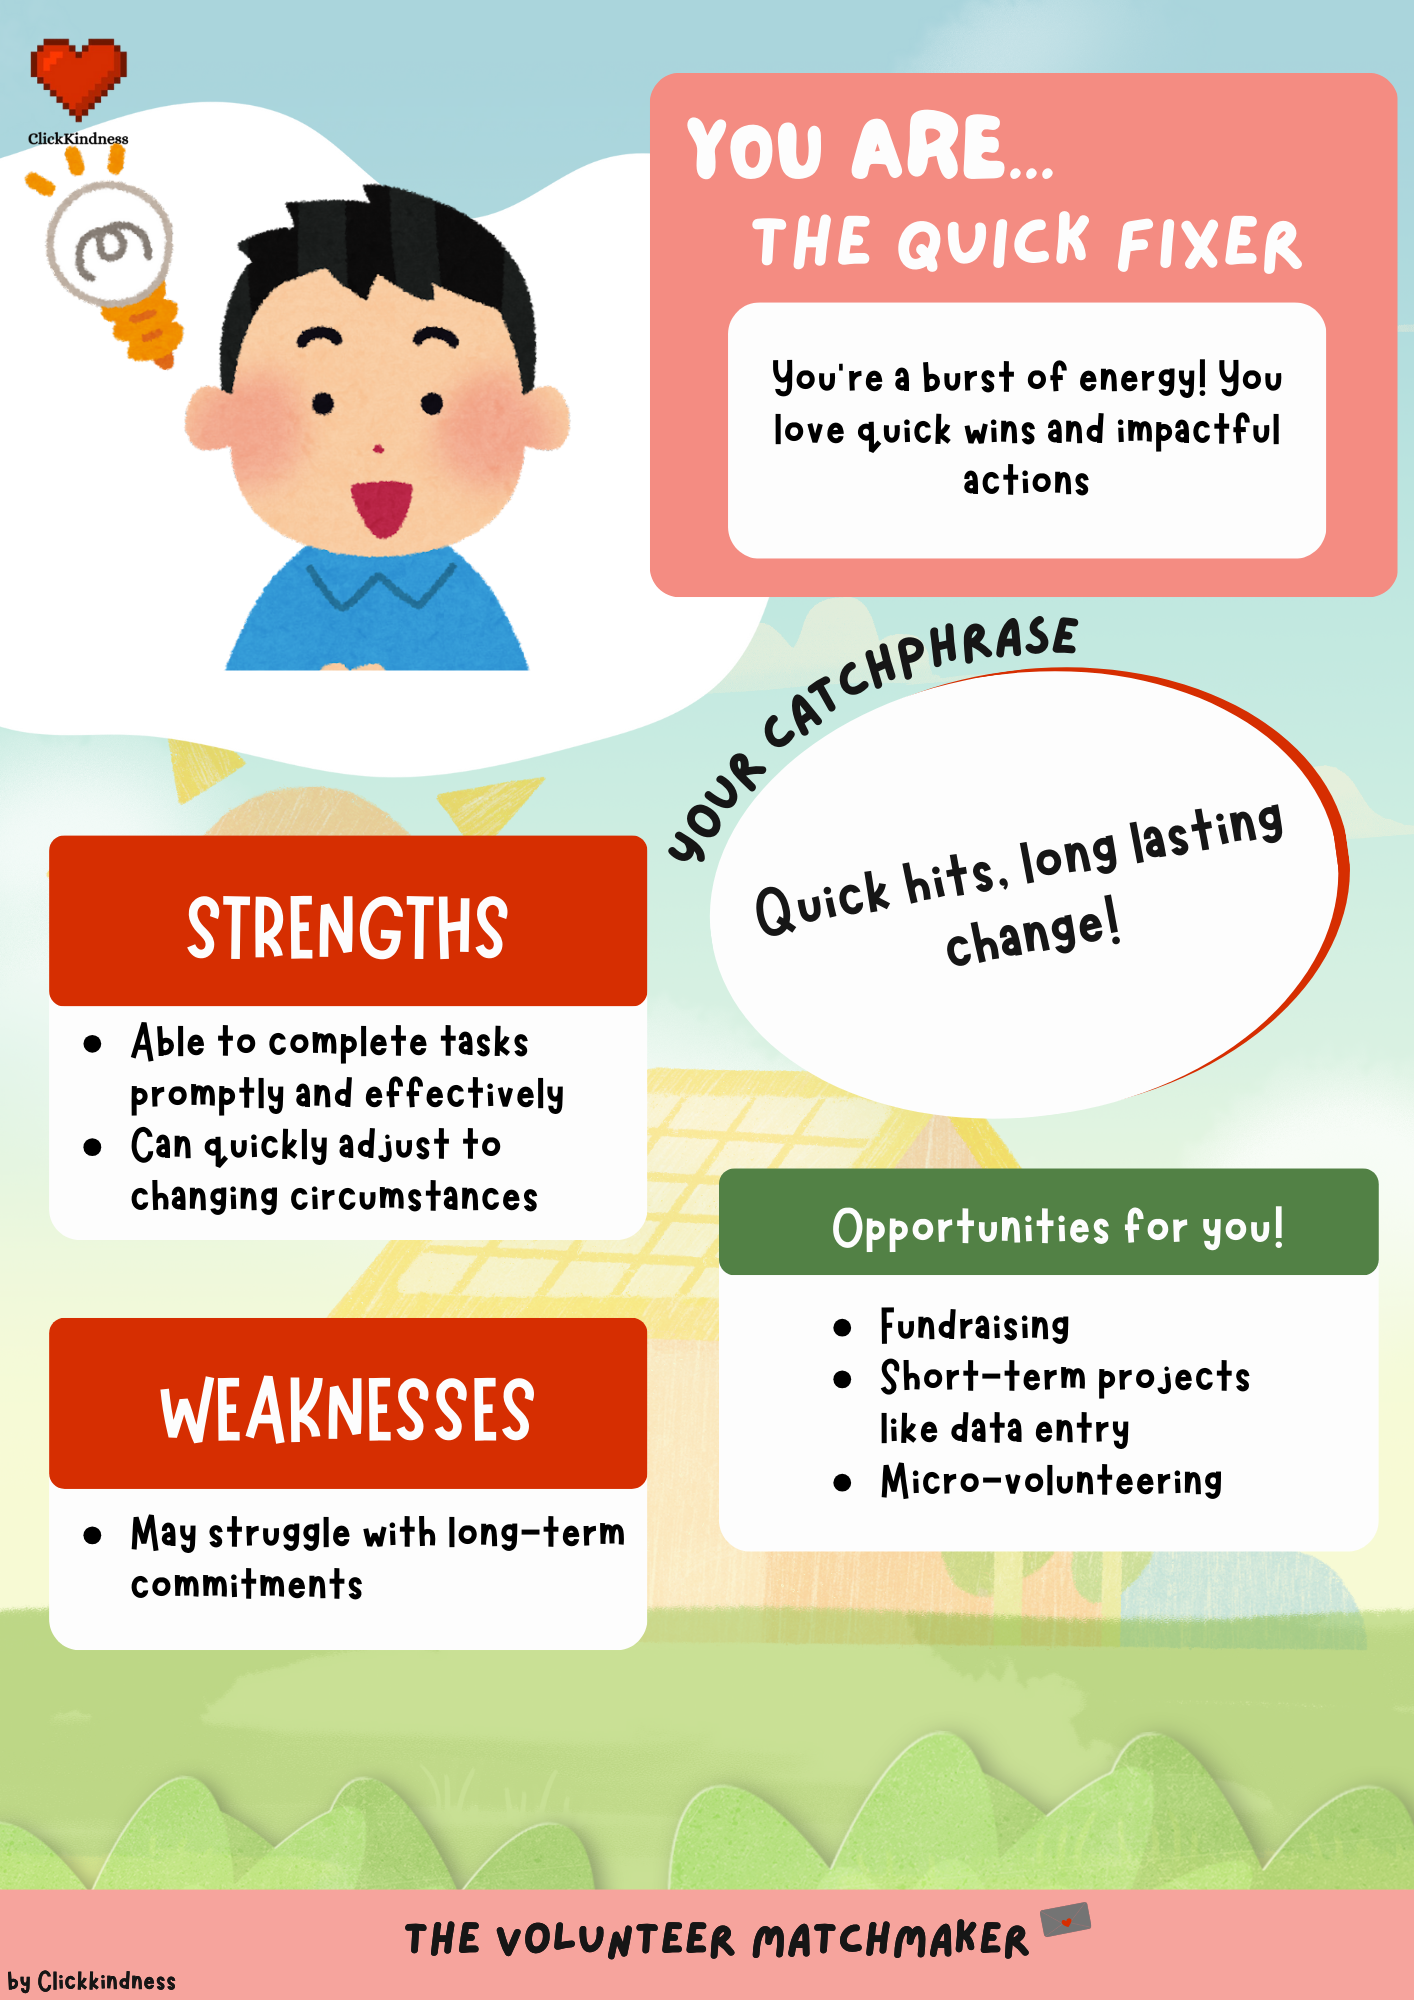 ClickKindness
YOU ARE...
THE QUICK FIXER
You're a burst of energy! You
love quick wins and impactful
actions
YOUR CATCHPHRASE
Quick hits, long lasting
change!
STRENGTHS
• Able to complete tasks
promptly and effectively
• Can quickly adjust to
changing circumstances
WEAKNESSES
• May struggle with long-term
commitments
Opportunities for you!
• Fundraising
• Short-term projects
like data entry
• Micro-volunteering
THE VOLUNTEER MATCHMAKER
by Clickkindness